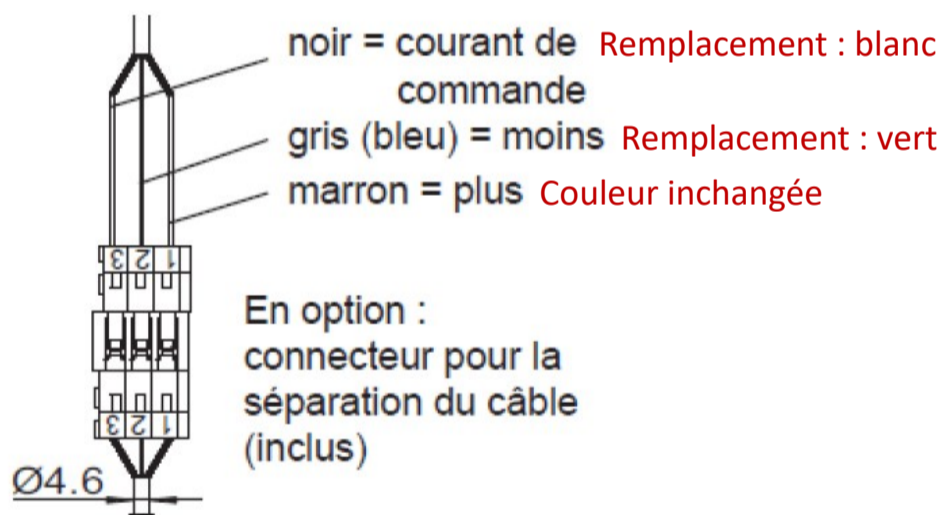 noir = courant de Remplacement : blanc
commande
gris (bleu) = moins Remplacement : vert
marron = plus Couleur inchangée
3 2 1
En option :
connecteur pour la
séparation du câble
(inclus)
3 2 1
Ø4.6